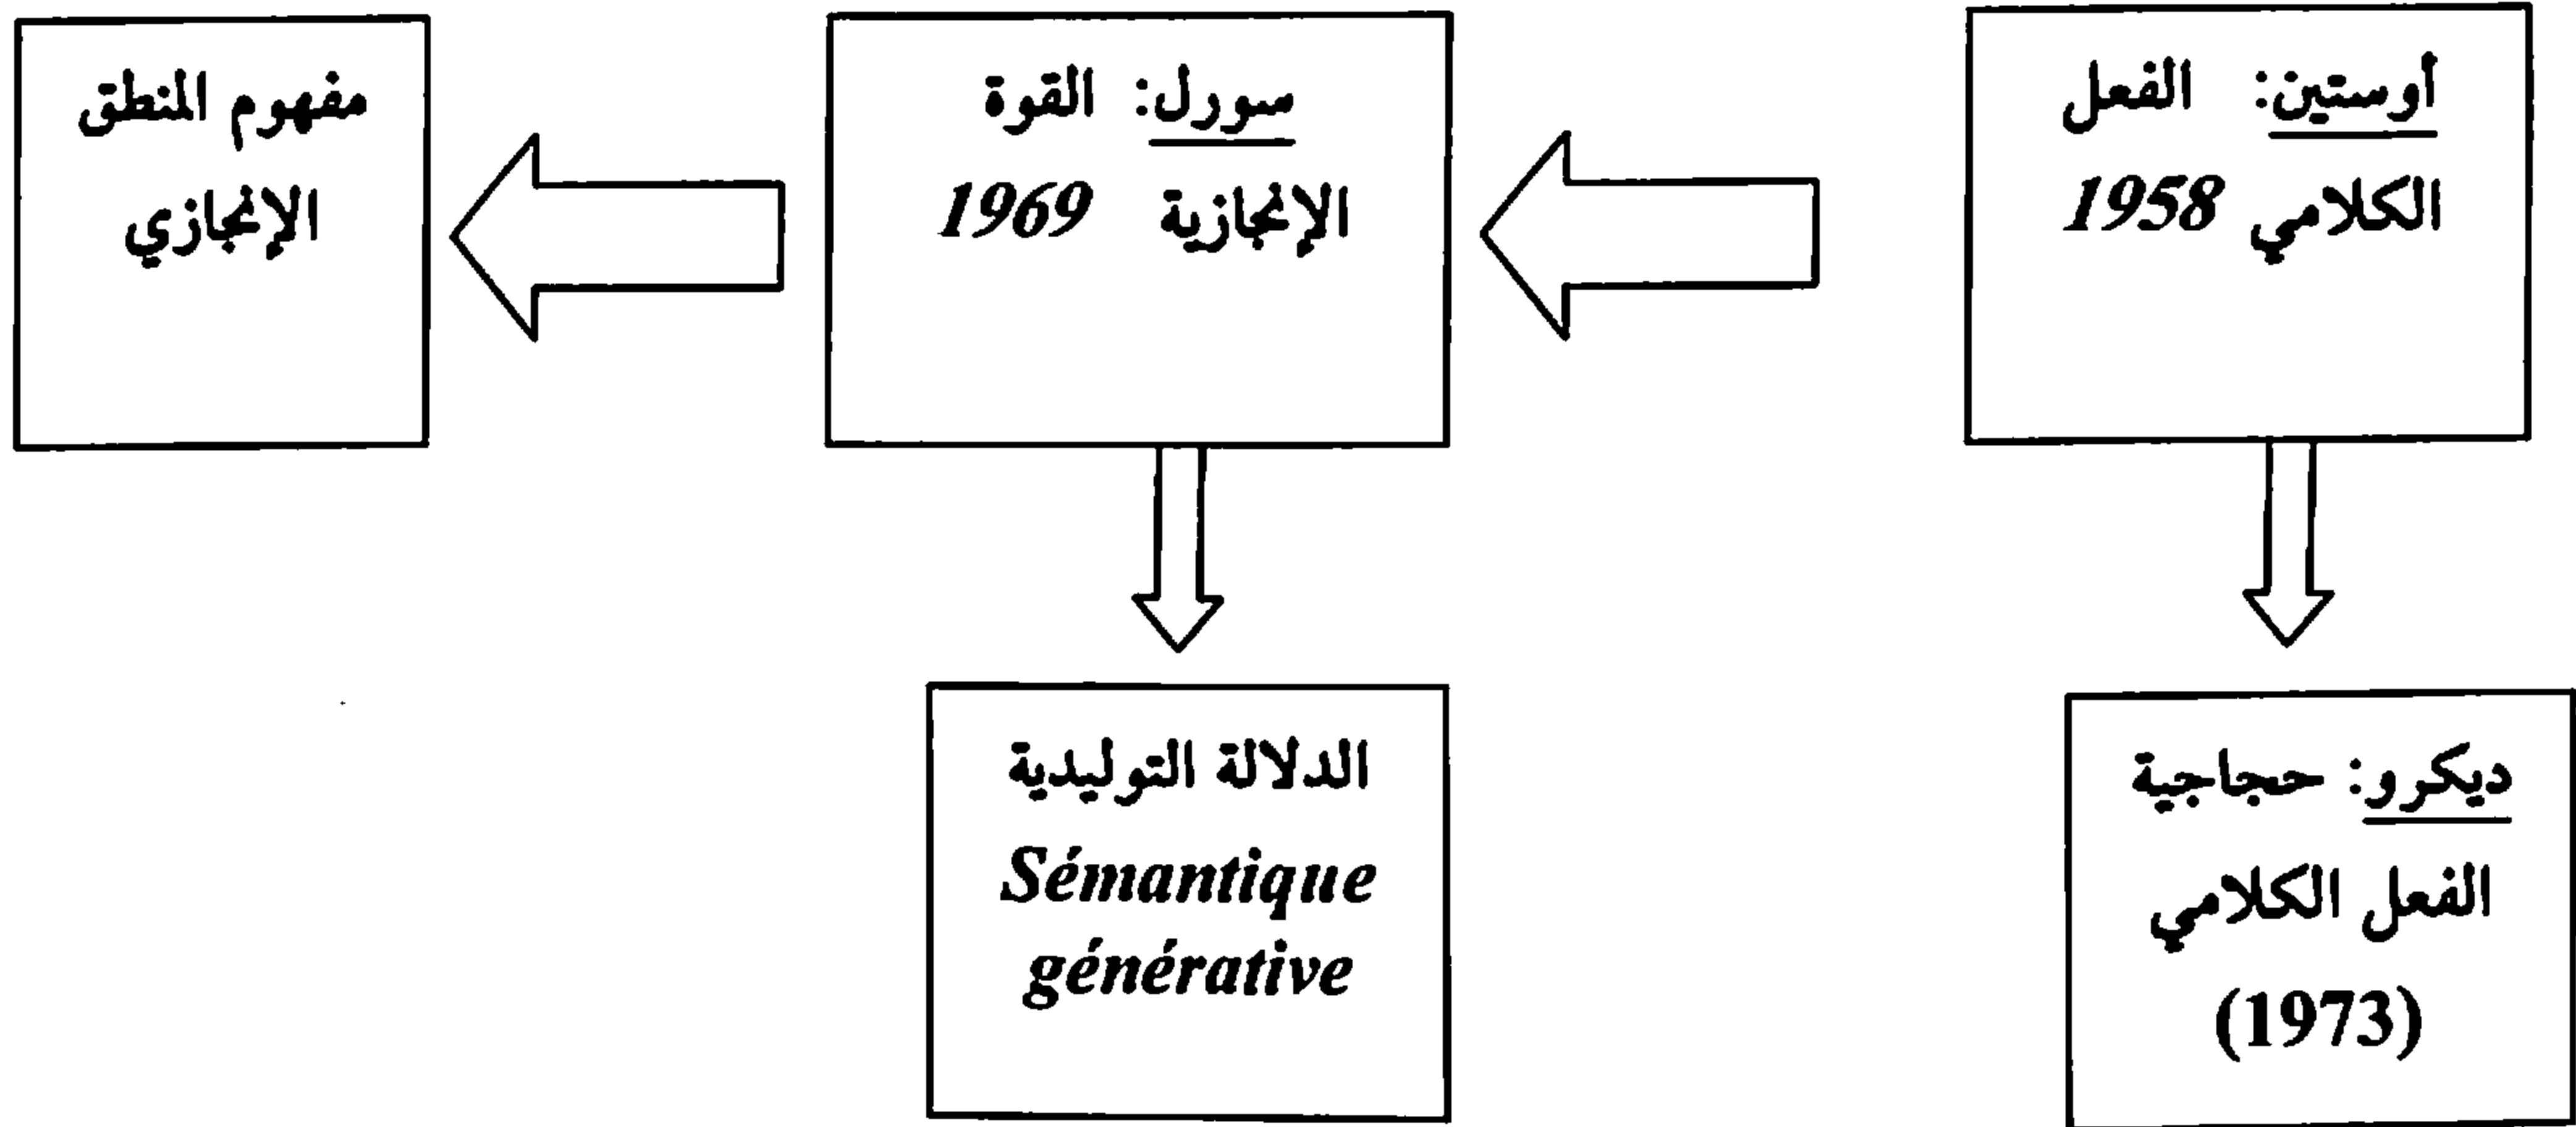 أوستين: الفعل
الكلامي 1958
سورل: القوة
الإنجازية 1969
مفهوم المنطق
الإنجازي
ديكرو: حجاجية
الفعل الكلامي
(1973)
الدلالة التوليدية
Sémantique
générative